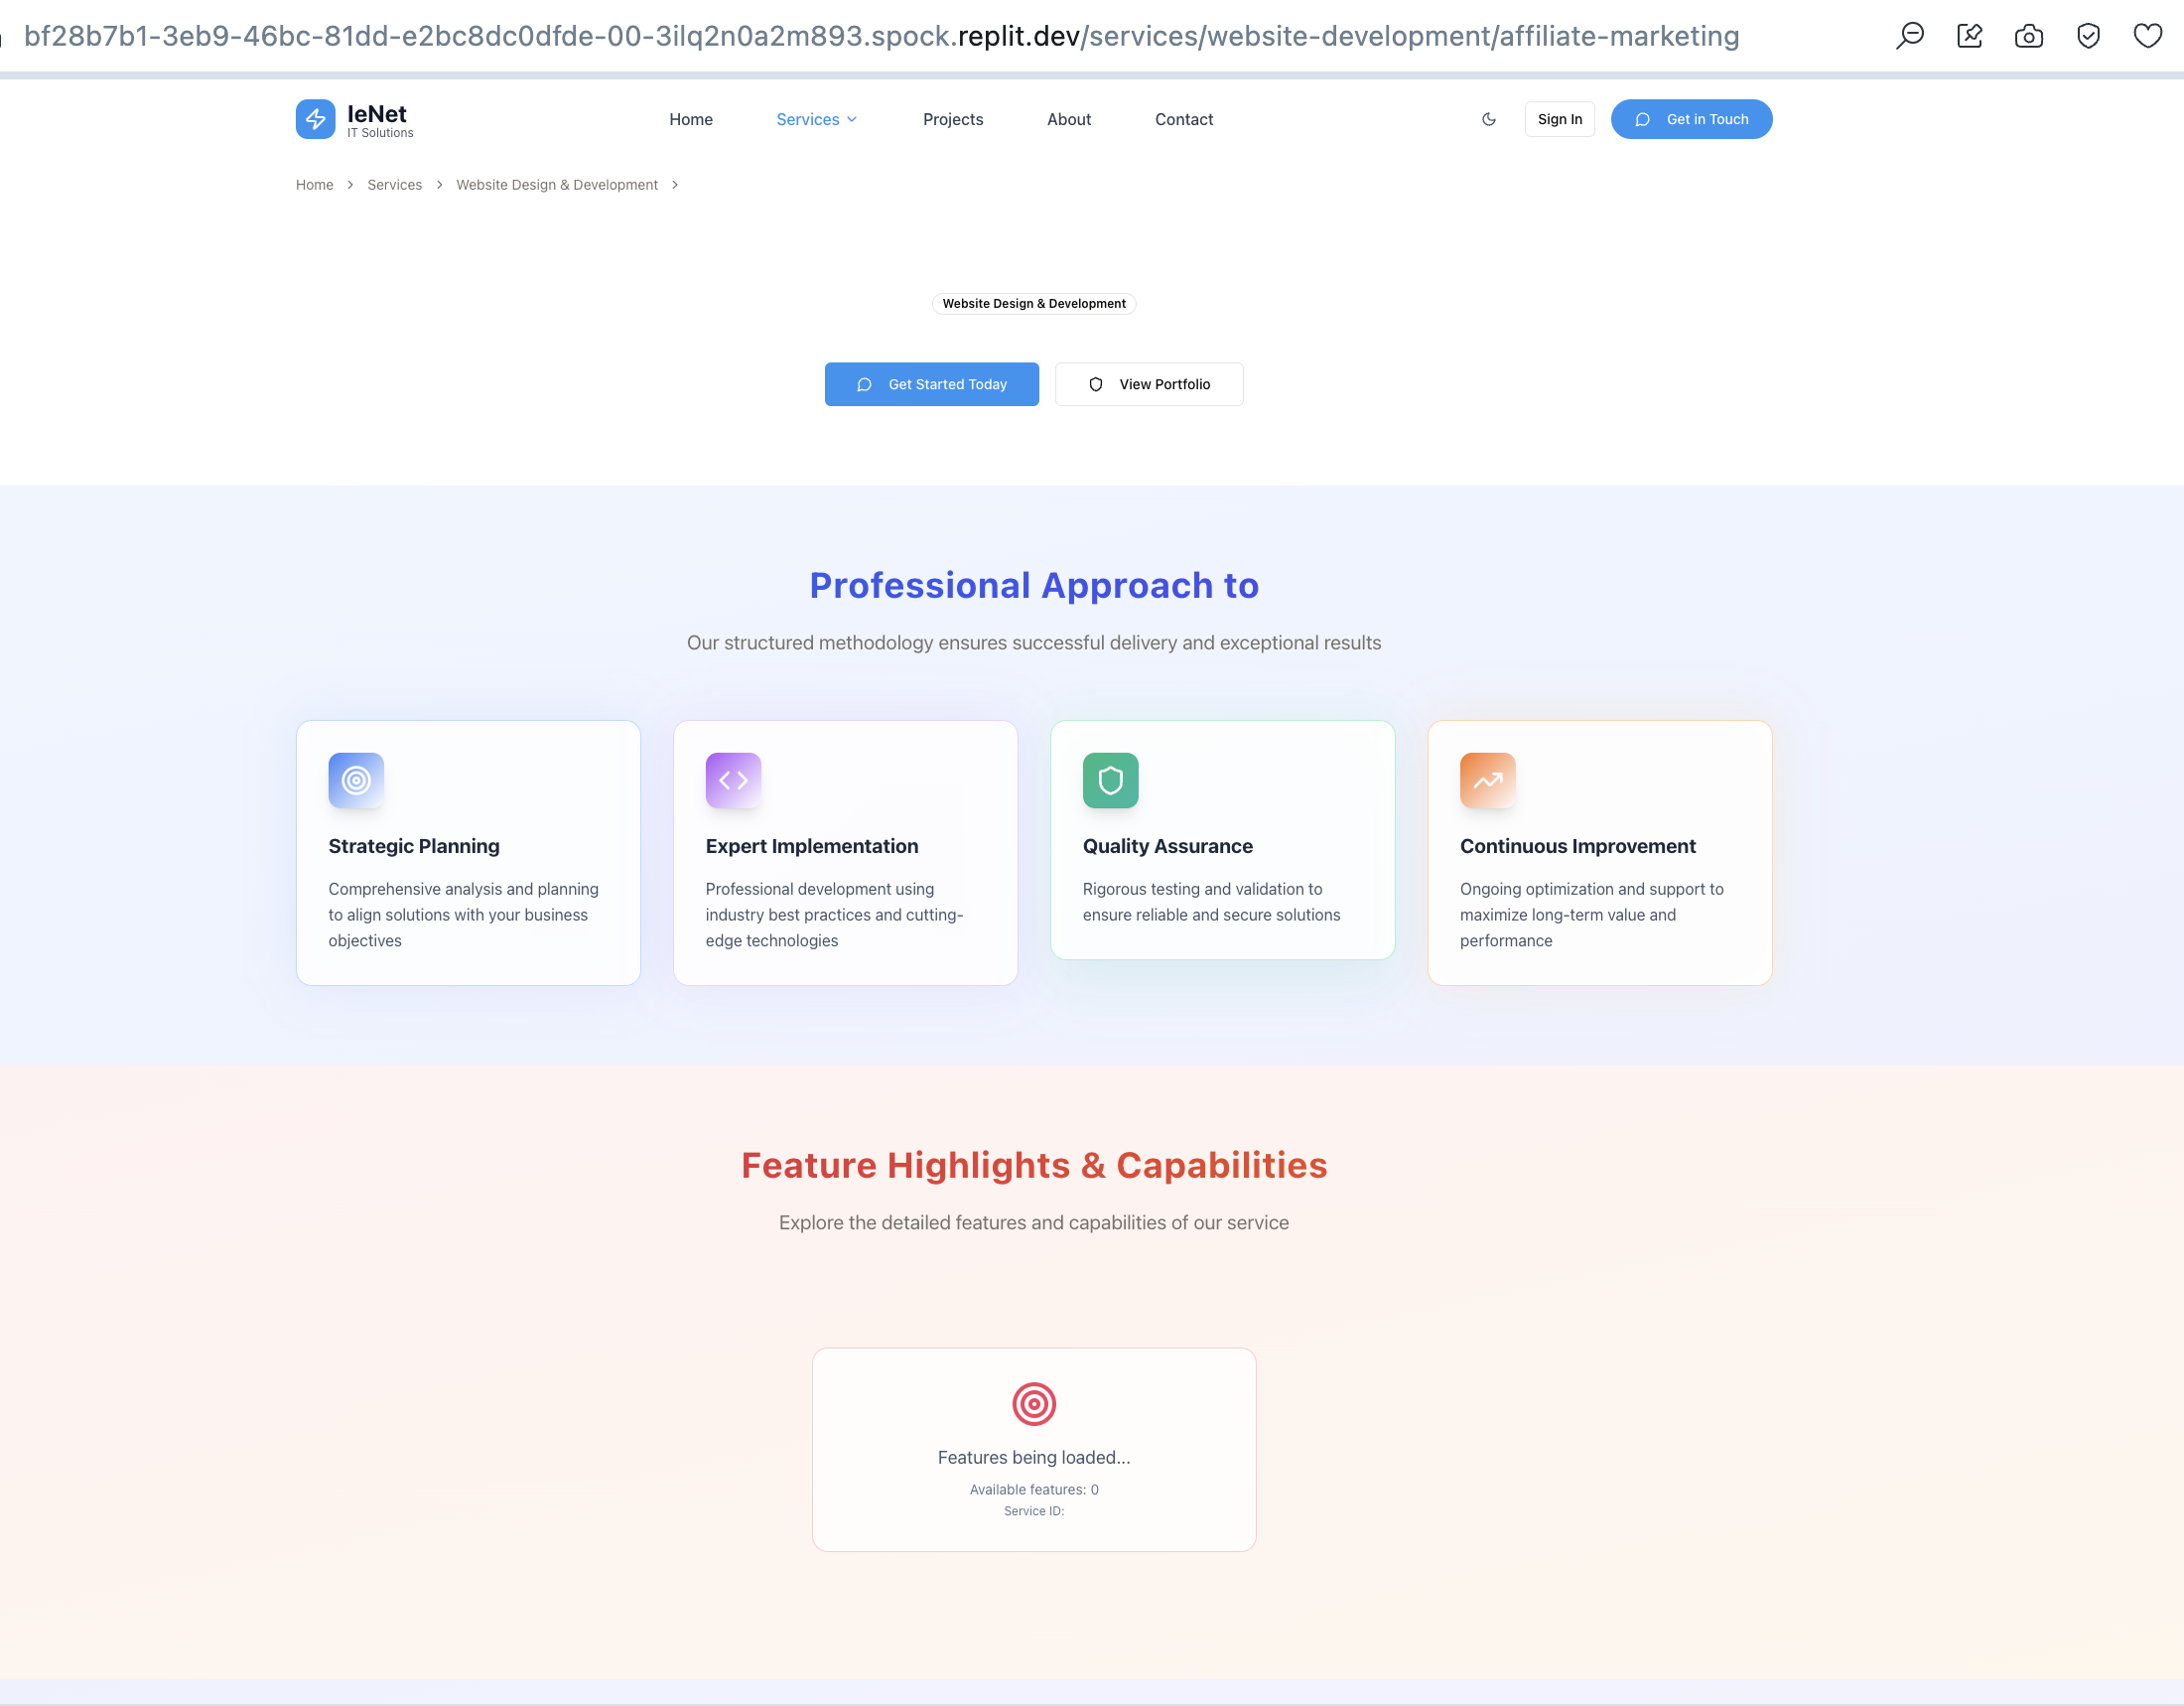 bf28b7b1-3eb9-46bc-81dd-e2bc8dc0dfde-00-3ilq2n0a2m893.spock.replit.dev/services/website-development/affiliate-marketing
IeNet
IT Solutions
Home
Services
Projects
About
Contact
Sign In
Get in Touch
Home
Services
Website Design & Development
Website Design & Development
Get Started Today
View Portfolio
Professional Approach to
Our structured methodology ensures successful delivery and exceptional results
Strategic Planning
Comprehensive analysis and planning
to align solutions with your business
objectives
Expert Implementation
Professional development using
industry best practices and cutting-
edge technologies
Quality Assurance
Rigorous testing and validation to
ensure reliable and secure solutions
Continuous Improvement
Ongoing optimization and support to
maximize long-term value and
performance
Feature Highlights & Capabilities
Explore the detailed features and capabilities of our service
Features being loaded...
Available features: 0
Service ID: